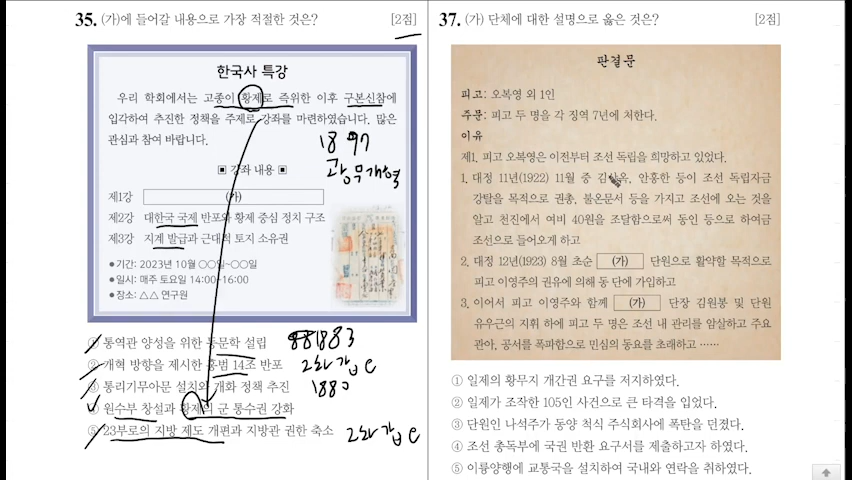 35. (가)에 들어갈 내용으로 가장 적절한 것은? [2점]
한국사 특강
우리 학회에서는 고종이 황제로 즉위한 이후 구본신참에
입각하여 추진한 정책을 주제로 강좌를 마련하였습니다. 많은
관심과 참여 바랍니다.
1897
광무개혁
▣ 강좌 내용 ▣
제1강 (가)
제2강 대한국 국제 반포와 황제 중심 정치 구조
제3강 지계 발급과 근대적 토지 소유권
•기간: 2023년 10월 ○○일~○○일
•일시: 매주 토요일 14:00~16:00
•장소: △△ 연구원
① 통역관 양성을 위한 동문학 설립 1883
② 개혁 방향을 제시한 홍범 14조 반포 2차 갑
③ 통리기무아문 설치와 개화 정책 추진 1880
④ 원수부 창설과 황제의 군 통수권 강화
⑤ 23부로의 지방 제도 개편과 지방관 권한 축소 2차 갑
37. (가) 단체에 대한 설명으로 옳은 것은? [2점]
판결문
피고: 오복영 외 1인
주문: 피고 두 명을 각 징역 7년에 처한다.
이유
제1. 피고 오복영은 이전부터 조선 독립을 희망하고 있었다.
1. 대정 11년(1922) 11월 중 김상옥, 안홍한 등이 조선 독립자금
강탈을 목적으로 권총, 불온문서 등을 가지고 조선에 오는 것을
알고 천진에서 여비 40원을 조달함으로써 동인 등으로 하여금
조선으로 들어오게 하고
2. 대정 12년(1923) 8월 초순 (가) 단원으로 활약할 목적으로
피고 이영주의 권유에 의해 동 단에 가입하고
3. 이어서 피고 이영주와 함께 (가) 단장 김원봉 및 단원
유우근의 지휘 하에 피고 두 명은 조선 내 관리를 암살하고 주요
관아, 공서를 폭파함으로 민심의 동요를 초래하고 ……
① 일제의 황무지 개간권 요구를 저지하였다.
② 일제가 조작한 105인 사건으로 큰 타격을 입었다.
③ 단원인 나석주가 동양 척식 주식회사에 폭탄을 던졌다.
④ 조선 총독부에 국권 반환 요구서를 제출하고자 하였다.
⑤ 이륭양행에 교통국을 설치하여 국내와 연락을 취하였다.